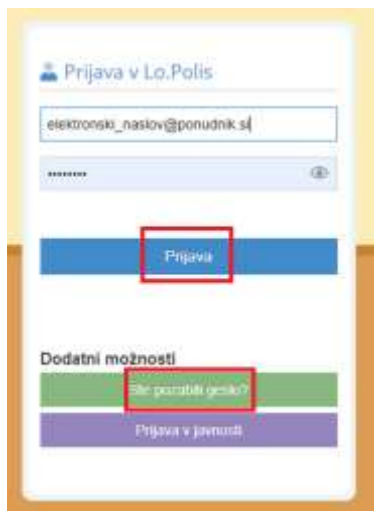 Prijava v Lo.Polis
elektronski_naslov@ponudnik.si
Prijava
Dodatni možnosti
Ste pozabili geslo?
Prijava v javnosti